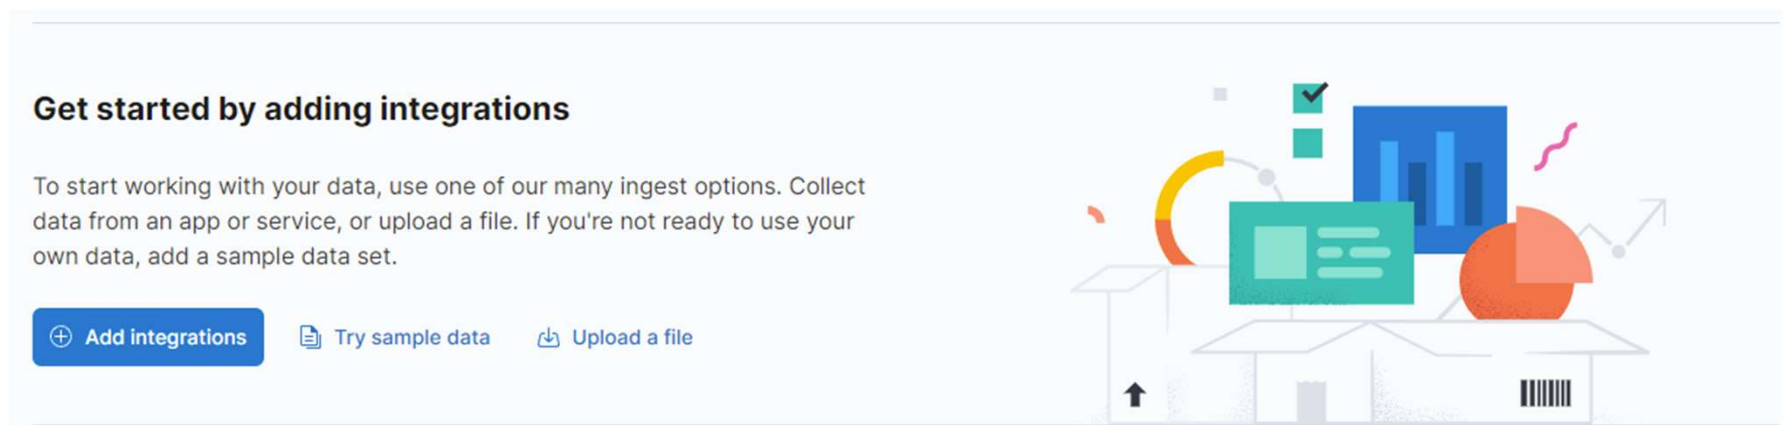 Get started by adding integrations
To start working with your data, use one of our many ingest options. Collect
data from an app or service, or upload a file. If you're not ready to use your
own data, add a sample data set.
Add integrations
Try sample data
Upload a file